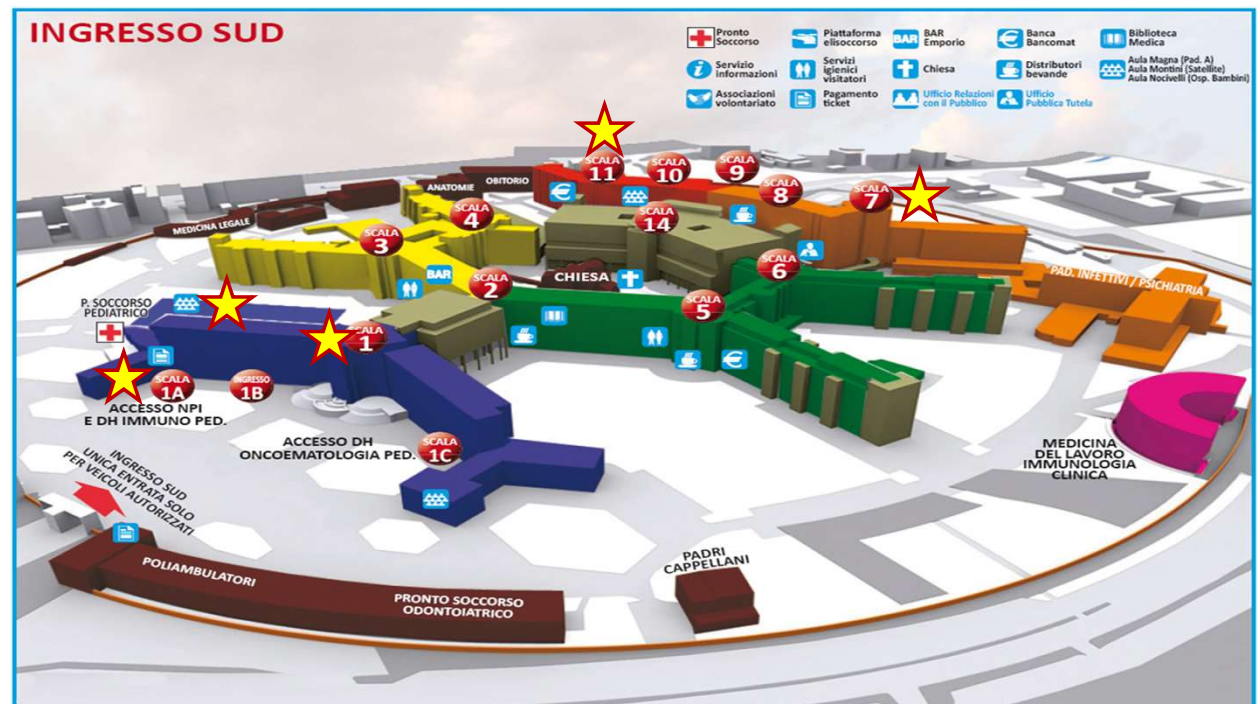 INGRESSO SUD
Pronto
Soccorso
Piattaforma
elisoccorso
BAR
BAR
Emporio
Banca
Bancomat
Biblioteca
Medica
Servizio
informazioni
Servizi
igienici
visitatori
Chiesa
Distributori
bevande
Aula Magna (Pad. A)
Aula Montini (Satellite)
Aula Nocivelli (Osp. Bambini)
Associazioni
volontariato
Pagamento
ticket
Ufficio Relazioni
con il Pubblico
Ufficio
Pubblica Tutela
SCALA
11
SCALA
10
SCALA
9
SCALA
8
SCALA
7
OBITORIO
ANATOMIE
MEDICINA LEGALE
SCALA
4
SCALA
14
SCALA
3
SCALA
6
BAR
SCALA
2
CHIESA
SCALA
5
PAD. INFETTIVI / PSICHIATRIA
P. SOCCORSO
PEDIATRICO
SCALA
1
SCALA
1A
INGRESSO
1B
ACCESSO NPI
E DH IMMUNO PED.
ACCESSO DH
ONCOEMATOLOGIA PED.
SCALA
1C
MEDICINA
DEL LAVORO
IMMUNOLOGIA
CLINICA
INGRESSO SUD
UNICA ENTRATA SOLO
PER VEICOLI AUTORIZZATI
POLIAMBULATORI
PRONTO SOCCORSO
ODONTOIATRICO
PADRI
CAPPELLANI